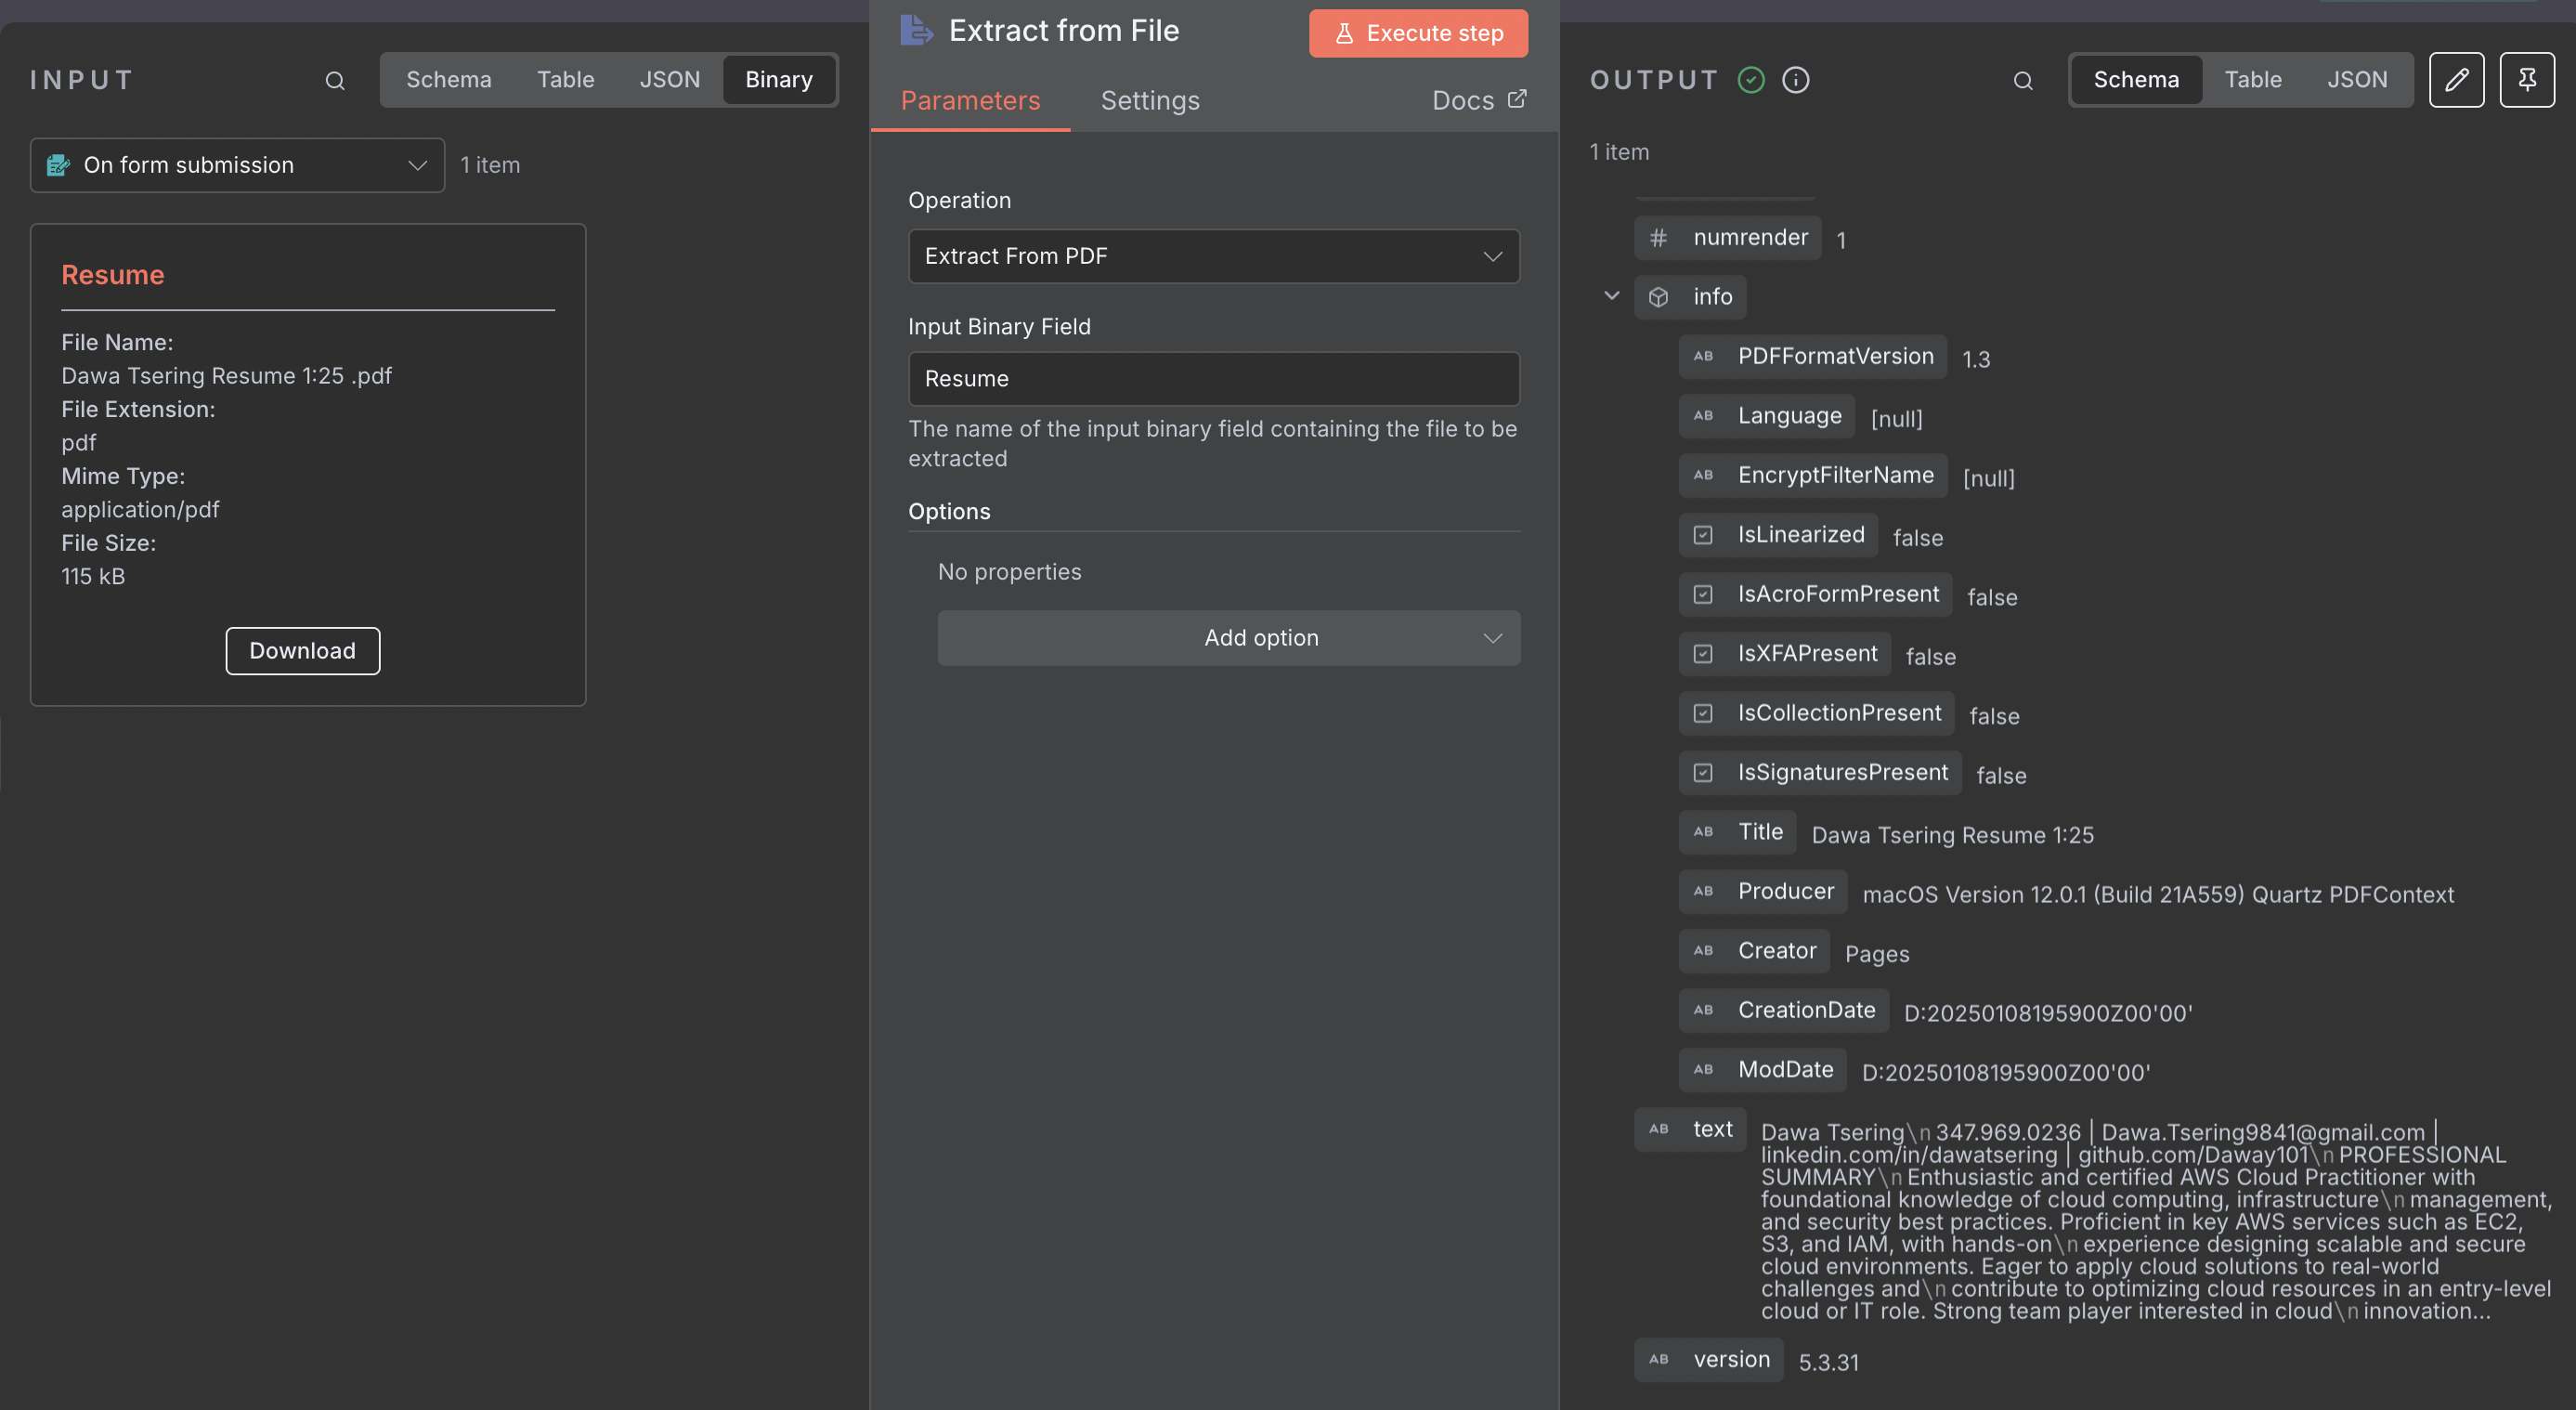 INPUT
Schema
Table
JSON
Binary
On form submission
1 item
Resume
File Name:
Dawa Tsering Resume 1:25 .pdf
File Extension:
pdf
Mime Type:
application/pdf
File Size:
115 kB
Download
Extract from File
Execute step
Parameters
Settings
Docs
Operation
Extract From PDF
Input Binary Field
Resume
The name of the input binary field containing the file to be
extracted
Options
No properties
Add option
OUTPUT
Schema
Table
JSON
1 item
# numrender 1
info
AB PDFFormatVersion 1.3
AB Language [null]
AB EncryptFilterName [null]
IsLinearized false
IsAcroFormPresent false
IsXFAPresent false
IsCollectionPresent false
IsSignaturesPresent false
AB Title Dawa Tsering Resume 1:25
AB Producer macOS Version 12.0.1 (Build 21A559) Quartz PDFContext
AB Creator Pages
AB CreationDate D:20250108195900Z00'00'
AB ModDate D:20250108195900Z00'00'
AB text Dawa Tsering\n 347.969.0236 | Dawa.Tsering9841@gmail.com |
linkedin.com/in/dawatsering | github.com/Daway101\n PROFESSIONAL
SUMMARY\n Enthusiastic and certified AWS Cloud Practitioner with
foundational knowledge of cloud computing, infrastructure\n management,
and security best practices. Proficient in key AWS services such as EC2,
S3, and IAM, with hands-on\n experience designing scalable and secure
cloud environments. Eager to apply cloud solutions to real-world
challenges and\n contribute to optimizing cloud resources in an entry-level
cloud or IT role. Strong team player interested in cloud\n innovation...
AB version 5.3.31